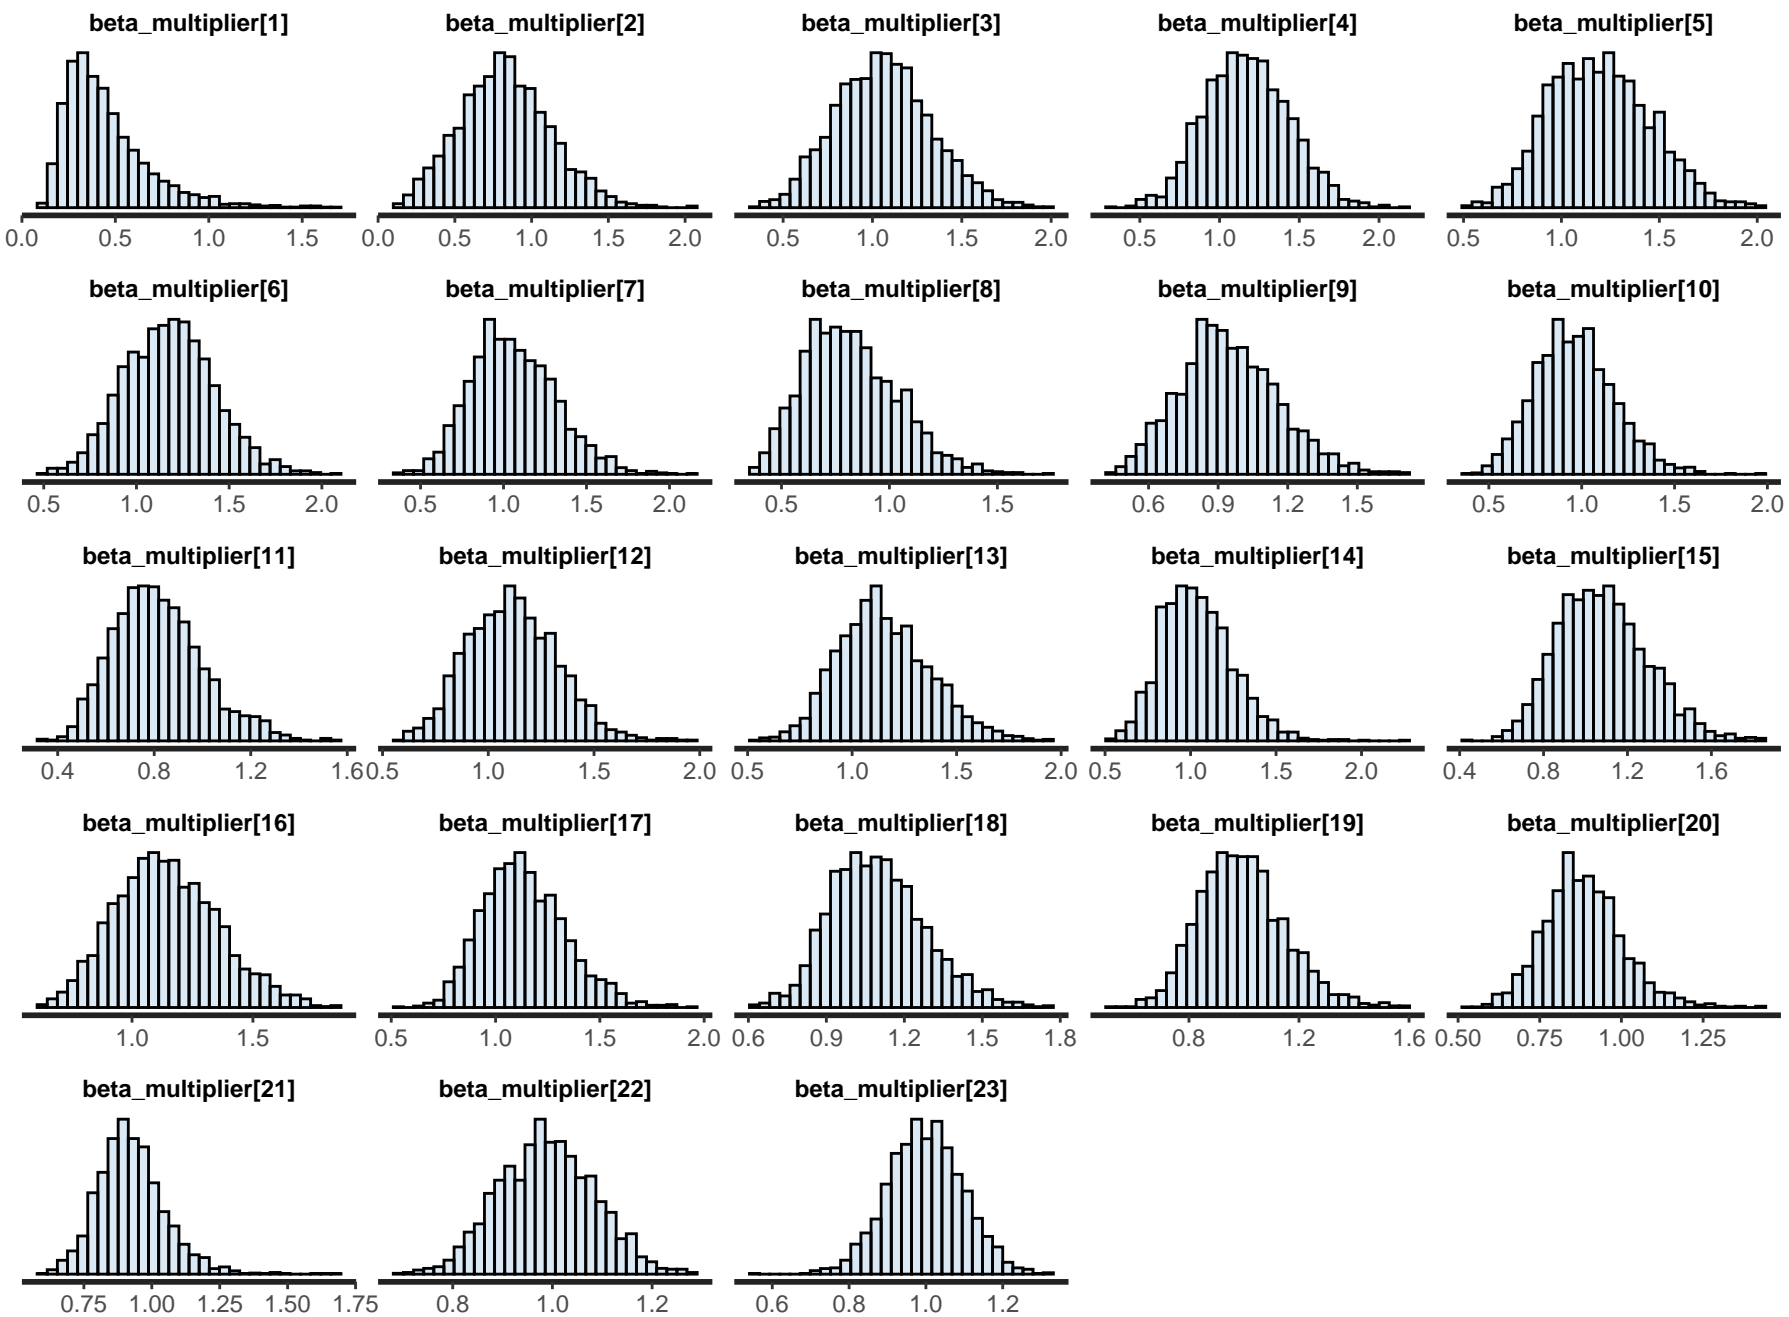 beta_multiplier[1] beta_multiplier[2] beta_multiplier[3] beta_multiplier[4] beta_multiplier[5]
0.0 0.5 1.0 1.5 0.0 0.5 1.0 1.5 2.0 0.5 1.0 1.5 2.0 0.5 1.0 1.5 2.0 0.5 1.0 1.5 2.0
beta_multiplier[6] beta_multiplier[7] beta_multiplier[8] beta_multiplier[9] beta_multiplier[10]
0.5 1.0 1.5 2.0 0.5 1.0 1.5 2.0 0.5 1.0 1.5 0.6 0.9 1.2 1.5 0.5 1.0 1.5 2.0
beta_multiplier[11] beta_multiplier[12] beta_multiplier[13] beta_multiplier[14] beta_multiplier[15]
0.4 0.8 1.2 1.6 0.5 1.0 1.5 2.0 0.5 1.0 1.5 2.0 0.5 1.0 1.5 2.0 0.4 0.8 1.2 1.6
beta_multiplier[16] beta_multiplier[17] beta_multiplier[18] beta_multiplier[19] beta_multiplier[20]
1.0 1.5 0.5 1.0 1.5 2.0 0.6 0.9 1.2 1.5 1.8 0.8 1.2 1.6 0.50 0.75 1.00 1.25
beta_multiplier[21] beta_multiplier[22] beta_multiplier[23]
0.75 1.00 1.25 1.50 1.75 0.8 1.0 1.2 0.6 0.8 1.0 1.2